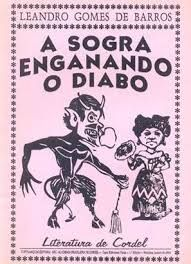 LEANDRO GOMES DE BARROS
A SOGRA
ENGANANDO
O DIABO
Literatura de Cordel